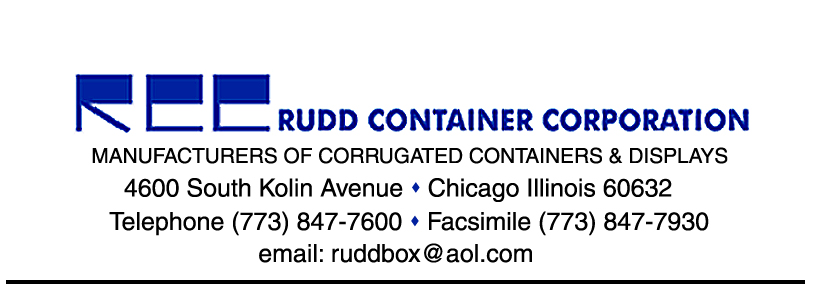 RCC RUDD CONTAINER CORPORATION
MANUFACTURERS OF CORRUGATED CONTAINERS & DISPLAYS
4600 South Kolin Avenue ♦ Chicago Illinois 60632
Telephone (773) 847-7600 ♦ Facsimile (773) 847-7930
email: ruddbox@aol.com